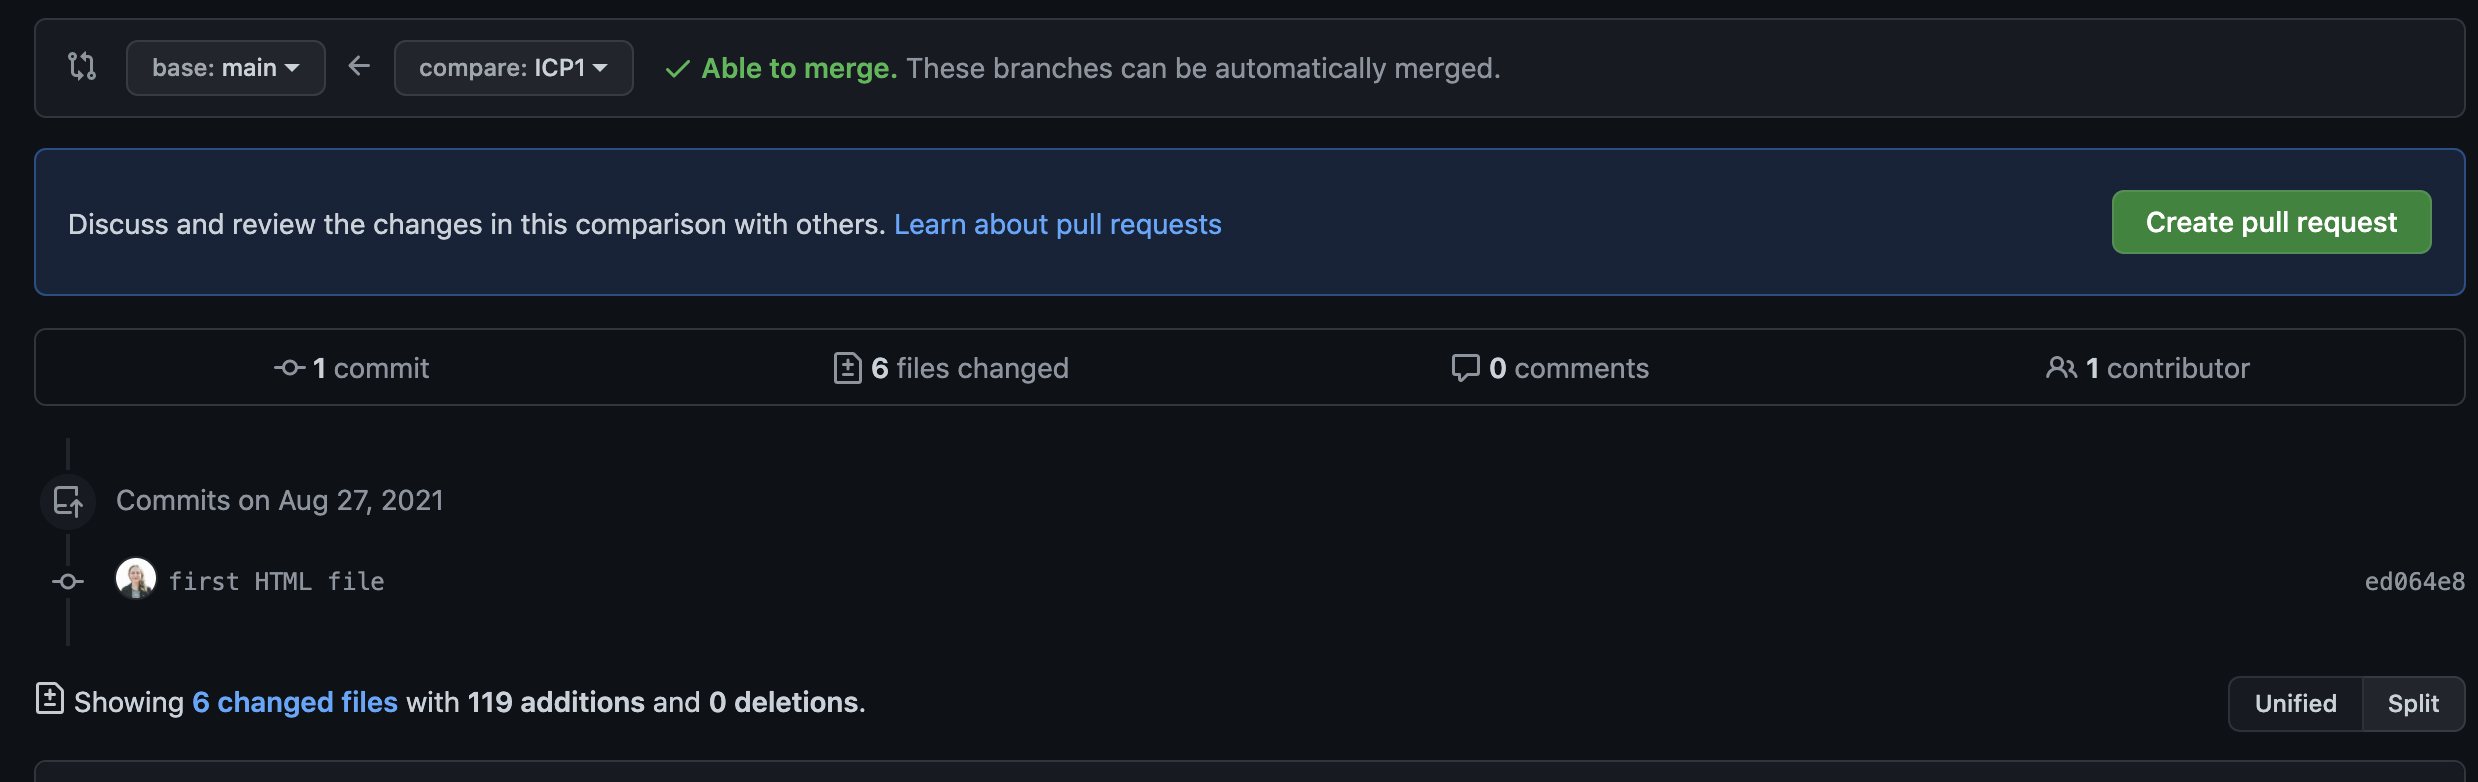 base: main compare: ICP1 Able to merge. These branches can be automatically merged.
Discuss and review the changes in this comparison with others. Learn about pull requests Create pull request
1 commit 6 files changed 0 comments 1 contributor
Commits on Aug 27, 2021
first HTML file ed064e8
Showing 6 changed files with 119 additions and 0 deletions. Unified Split